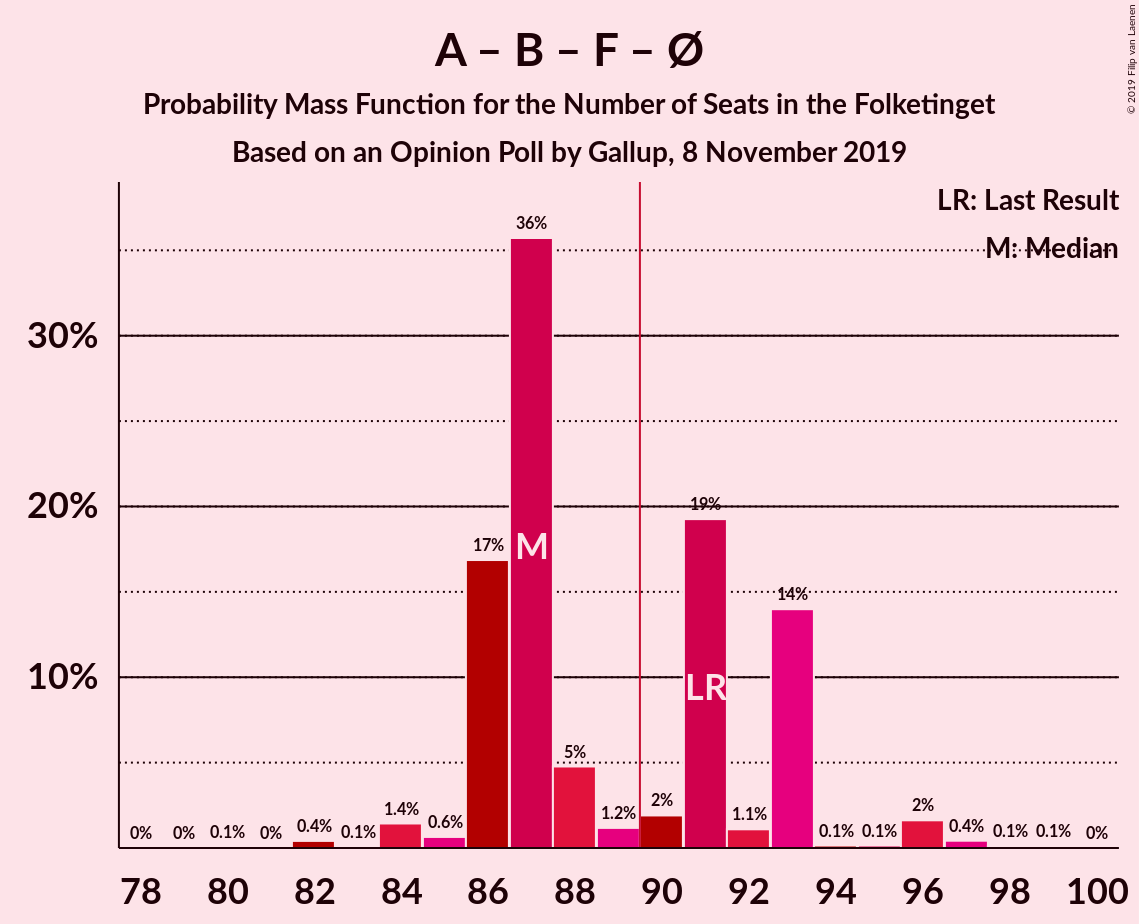 A – B – F – Ø
Probability Mass Function for the Number of Seats in the Folketinget
Based on an Opinion Poll by Gallup, 8 November 2019
© 2019 Filip van Laenen
LR: Last Result
M: Median
30%
20%
10%
0%
0%
0.1%
0%
0.4%
0.1%
1.4%
0.6%
17%
36%
5%
1.2%
2%
19%
1.1%
14%
0.1%
0.1%
2%
0.4%
0.1%
0.1%
0%
M
LR
78 80 82 84 86 88 90 92 94 96 98 100